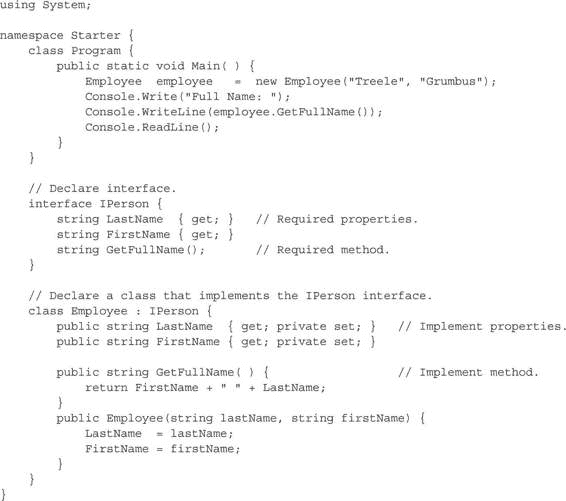 using System;

namespace Starter {
    class Program {
        public static void Main( ) {
            Employee  employee   =  new Employee("Treele", "Grumbus");
            Console.Write("Full Name: ");
            Console.WriteLine(employee.GetFullName());
            Console.ReadLine();
        }
    }

    // Declare interface.
    interface IPerson {
        string LastName  { get; }   // Required properties.
        string FirstName { get; }
        string GetFullName();       // Required method.
    }

    // Declare a class that implements the IPerson interface.
    class Employee : IPerson {
        public string LastName  { get; private set; }   // Implement properties.
        public string FirstName { get; private set; }

        public string GetFullName( ) {                  // Implement method.
            return FirstName + " " + LastName;
        }
        public Employee(string lastName, string firstName) {
            LastName  = lastName;
            FirstName = firstName;
        }
    }
}